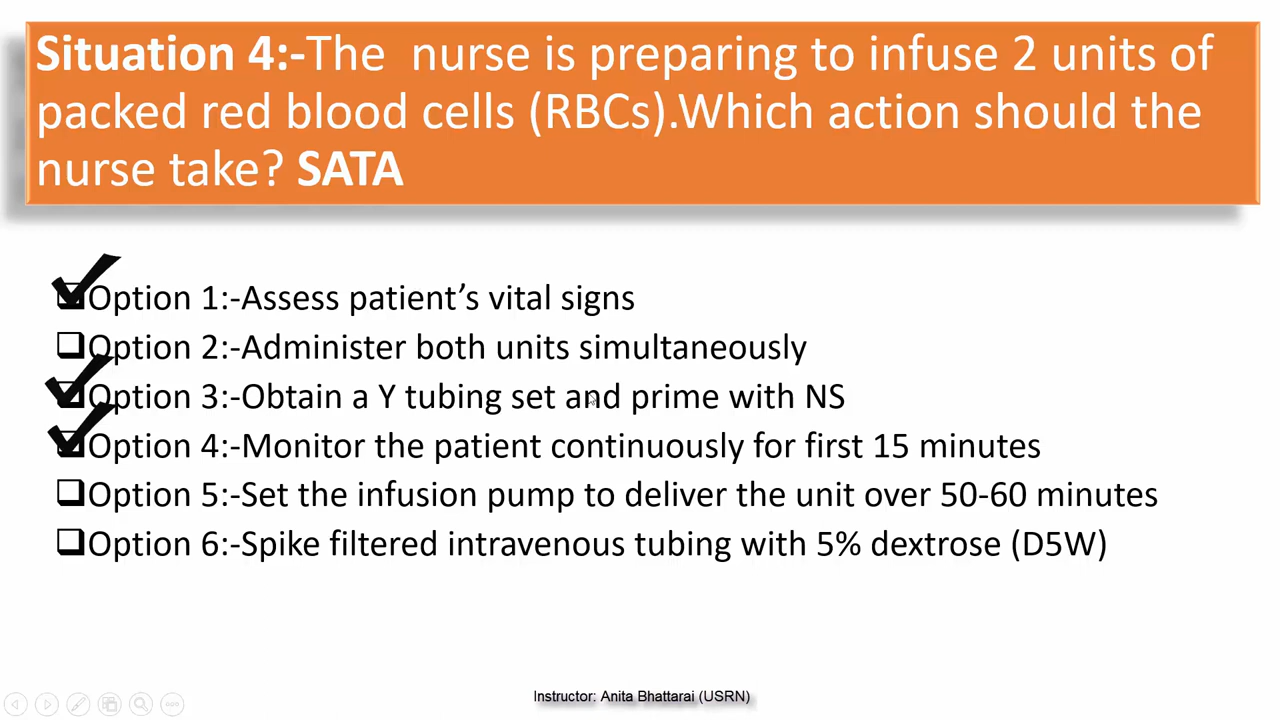 Situation 4:-The  nurse is preparing to infuse 2 units of
packed red blood cells (RBCs).Which action should the
nurse take? SATA
Option 1:-Assess patient’s vital signs
Option 2:-Administer both units simultaneously
Option 3:-Obtain a Y tubing set and prime with NS
Option 4:-Monitor the patient continuously for first 15 minutes
Option 5:-Set the infusion pump to deliver the unit over 50-60 minutes
Option 6:-Spike filtered intravenous tubing with 5% dextrose (D5W)
Instructor: Anita Bhattarai (USRN)